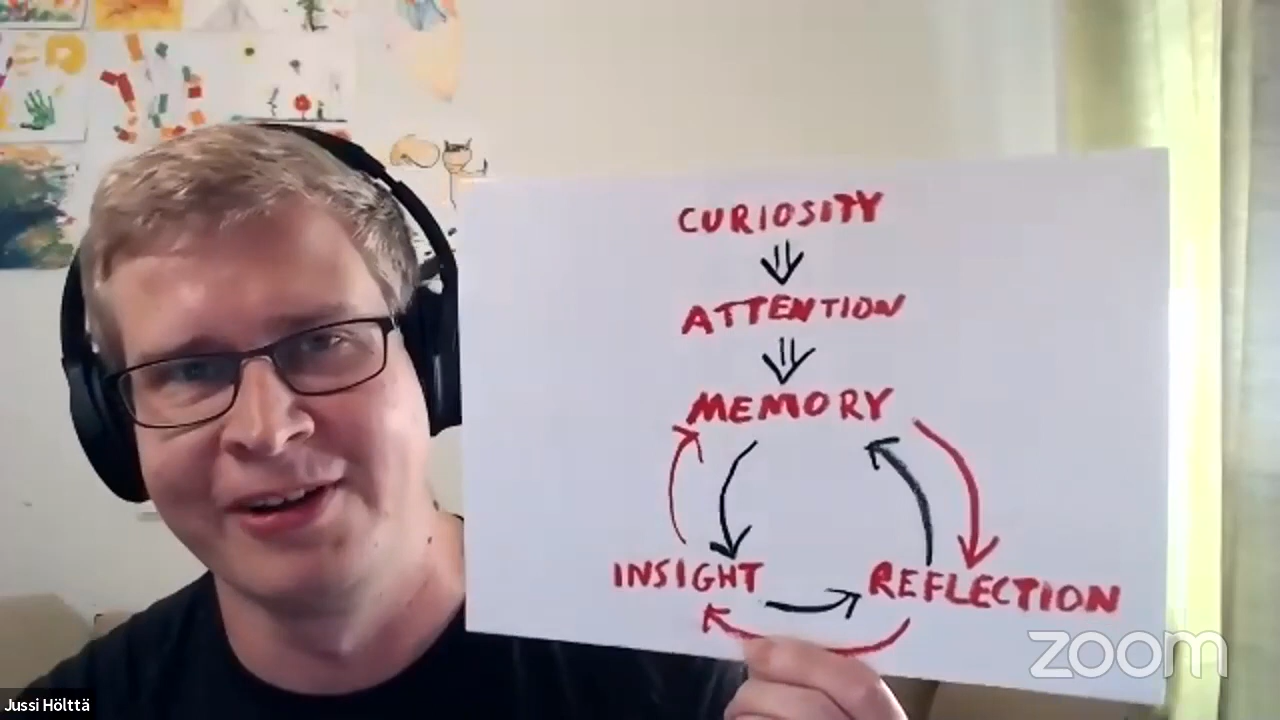 CURIOSITY
ATTENTION
MEMORY
INSIGHT
REFLECTION
zoom
Jussi Hölttä